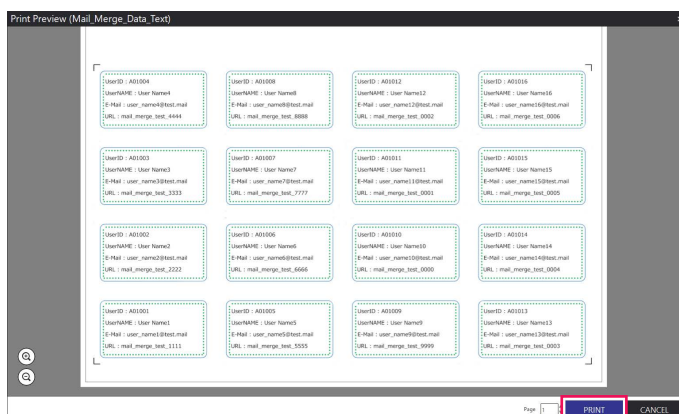 Print Preview (Mail_Merge_Data_Text)
UserID : A01004
UserNAME : User Name4
E-Mail : user_name4@test.mail
URL : mail_merge_test_4444
UserID : A01008
UserNAME : User Name8
E-Mail : user_name8@test.mail
URL : mail_merge_test_8888
UserID : A01012
UserNAME : User Name12
E-Mail : user_name12@test.mail
URL : mail_merge_test_0002
UserID : A01016
UserNAME : User Name16
E-Mail : user_name16@test.mail
URL : mail_merge_test_0006
UserID : A01003
UserNAME : User Name3
E-Mail : user_name3@test.mail
URL : mail_merge_test_3333
UserID : A01007
UserNAME : User Name7
E-Mail : user_name7@test.mail
URL : mail_merge_test_7777
UserID : A01011
UserNAME : User Name11
E-Mail : user_name11@test.mail
URL : mail_merge_test_0001
UserID : A01015
UserNAME : User Name15
E-Mail : user_name15@test.mail
URL : mail_merge_test_0005
UserID : A01002
UserNAME : User Name2
E-Mail : user_name2@test.mail
URL : mail_merge_test_2222
UserID : A01006
UserNAME : User Name6
E-Mail : user_name6@test.mail
URL : mail_merge_test_6666
UserID : A01010
UserNAME : User Name10
E-Mail : user_name10@test.mail
URL : mail_merge_test_0000
UserID : A01014
UserNAME : User Name14
E-Mail : user_name14@test.mail
URL : mail_merge_test_0004
UserID : A01001
UserNAME : User Name1
E-Mail : user_name1@test.mail
URL : mail_merge_test_1111
UserID : A01005
UserNAME : User Name5
E-Mail : user_name5@test.mail
URL : mail_merge_test_5555
UserID : A01009
UserNAME : User Name9
E-Mail : user_name9@test.mail
URL : mail_merge_test_9999
UserID : A01013
UserNAME : User Name13
E-Mail : user_name13@test.mail
URL : mail_merge_test_0003
Page 1 PRINT CANCEL